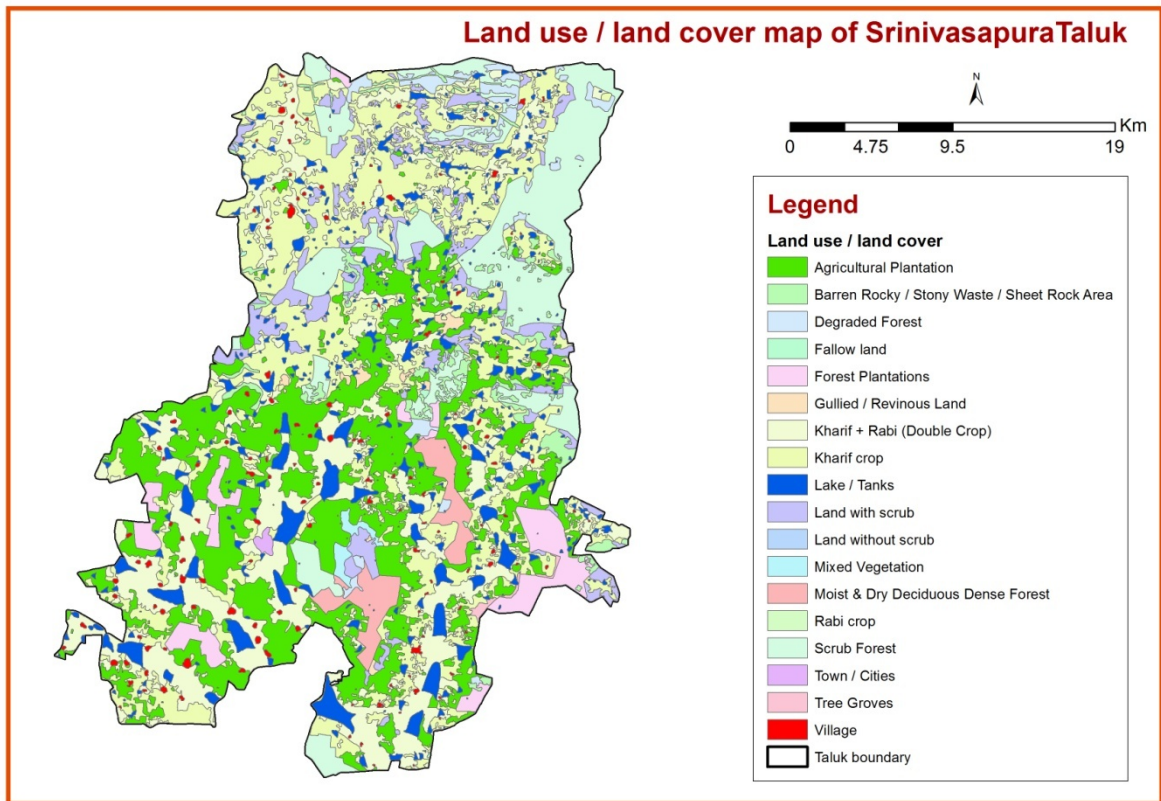 Land use / land cover map of SrinivasapuraTaluk
N
Km
0 4.75 9.5 19
Legend
Land use / land cover
Agricultural Plantation
Barren Rocky / Stony Waste / Sheet Rock Area
Degraded Forest
Fallow land
Forest Plantations
Gullied / Revinous Land
Kharif + Rabi (Double Crop)
Kharif crop
Lake / Tanks
Land with scrub
Land without scrub
Mixed Vegetation
Moist & Dry Deciduous Dense Forest
Rabi crop
Scrub Forest
Town / Cities
Tree Groves
Village
Taluk boundary